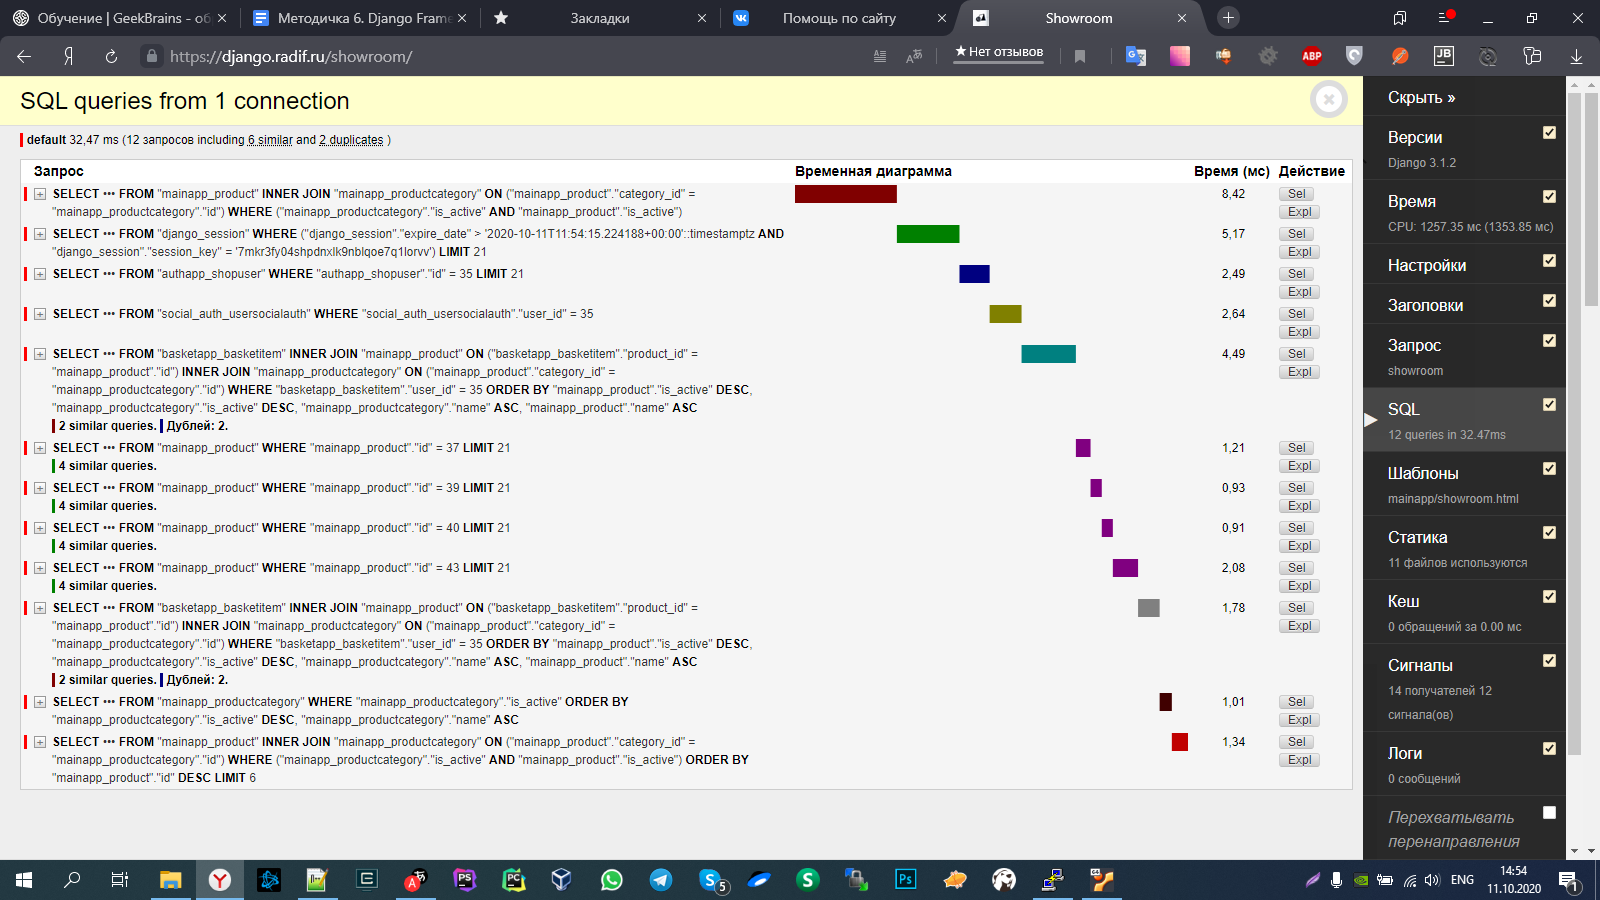 Обучение | GeekBrains - об
Методичка 6. Django Frame
Закладки
Помощь по сайту
Showroom
https://django.radif.ru/showroom/
Нет отзывов
SQL queries from 1 connection
default 32,47 ms (12 запросов including 6 similar and 2 duplicates )
Запрос Временная диаграмма Время (мс) Действие
SELECT ••• FROM "mainapp_product" INNER JOIN "mainapp_productcategory" ON ("mainapp_product"."category_id" = 8,42 Sel
"mainapp_productcategory"."id") WHERE ("mainapp_productcategory"."is_active" AND "mainapp_product"."is_active") Expl
SELECT ••• FROM "django_session" WHERE ("django_session"."expire_date" > '2020-10-11T11:54:15.224188+00:00'::timestamptz AND 5,17 Sel
"django_session"."session_key" = '7mkr3fy04shpdnxlk9nblqoe7q1lorvv') LIMIT 21 Expl
SELECT ••• FROM "authapp_shopuser" WHERE "authapp_shopuser"."id" = 35 LIMIT 21 2,49 Sel
Expl
SELECT ••• FROM "social_auth_usersocialauth" WHERE "social_auth_usersocialauth"."user_id" = 35 2,64 Sel
Expl
SELECT ••• FROM "basketapp_basketitem" INNER JOIN "mainapp_product" ON ("basketapp_basketitem"."product_id" = 4,49 Sel
"mainapp_product"."id") INNER JOIN "mainapp_productcategory" ON ("mainapp_product"."category_id" = Expl
"mainapp_productcategory"."id") WHERE "basketapp_basketitem"."user_id" = 35 ORDER BY "mainapp_product"."is_active" DESC,
"mainapp_productcategory"."is_active" DESC, "mainapp_productcategory"."name" ASC, "mainapp_product"."name" ASC
2 similar queries. Дублей: 2.
SELECT ••• FROM "mainapp_product" WHERE "mainapp_product"."id" = 37 LIMIT 21 1,21 Sel
4 similar queries. Expl
SELECT ••• FROM "mainapp_product" WHERE "mainapp_product"."id" = 39 LIMIT 21 0,93 Sel
4 similar queries. Expl
SELECT ••• FROM "mainapp_product" WHERE "mainapp_product"."id" = 40 LIMIT 21 0,91 Sel
4 similar queries. Expl
SELECT ••• FROM "mainapp_product" WHERE "mainapp_product"."id" = 43 LIMIT 21 2,08 Sel
4 similar queries. Expl
SELECT ••• FROM "basketapp_basketitem" INNER JOIN "mainapp_product" ON ("basketapp_basketitem"."product_id" = 1,78 Sel
"mainapp_product"."id") INNER JOIN "mainapp_productcategory" ON ("mainapp_product"."category_id" = Expl
"mainapp_productcategory"."id") WHERE "basketapp_basketitem"."user_id" = 35 ORDER BY "mainapp_product"."is_active" DESC,
"mainapp_productcategory"."is_active" DESC, "mainapp_productcategory"."name" ASC, "mainapp_product"."name" ASC
2 similar queries. Дублей: 2.
SELECT ••• FROM "mainapp_productcategory" WHERE "mainapp_productcategory"."is_active" ORDER BY 1,01 Sel
"mainapp_productcategory"."is_active" DESC, "mainapp_productcategory"."name" ASC Expl
SELECT ••• FROM "mainapp_product" INNER JOIN "mainapp_productcategory" ON ("mainapp_product"."category_id" = 1,34 Sel
"mainapp_productcategory"."id") WHERE ("mainapp_productcategory"."is_active" AND "mainapp_product"."is_active") ORDER BY Expl
"mainapp_product"."id" DESC LIMIT 6
Скрыть »
Версии
Django 3.1.2
Время
CPU: 1257.35 мс (1353.85 мс)
Настройки
Заголовки
Запрос
showroom
SQL
12 queries in 32.47ms
Шаблоны
mainapp/showroom.html
Статика
11 файлов используются
Кеш
0 обращений за 0.00 мс
Сигналы
14 получателей 12
сигнала(ов)
Логи
0 сообщений
Перехватывать
перенаправления
ABP
JB
PS
PC
5
S
Ps
ENG
14:54
11.10.2020
1